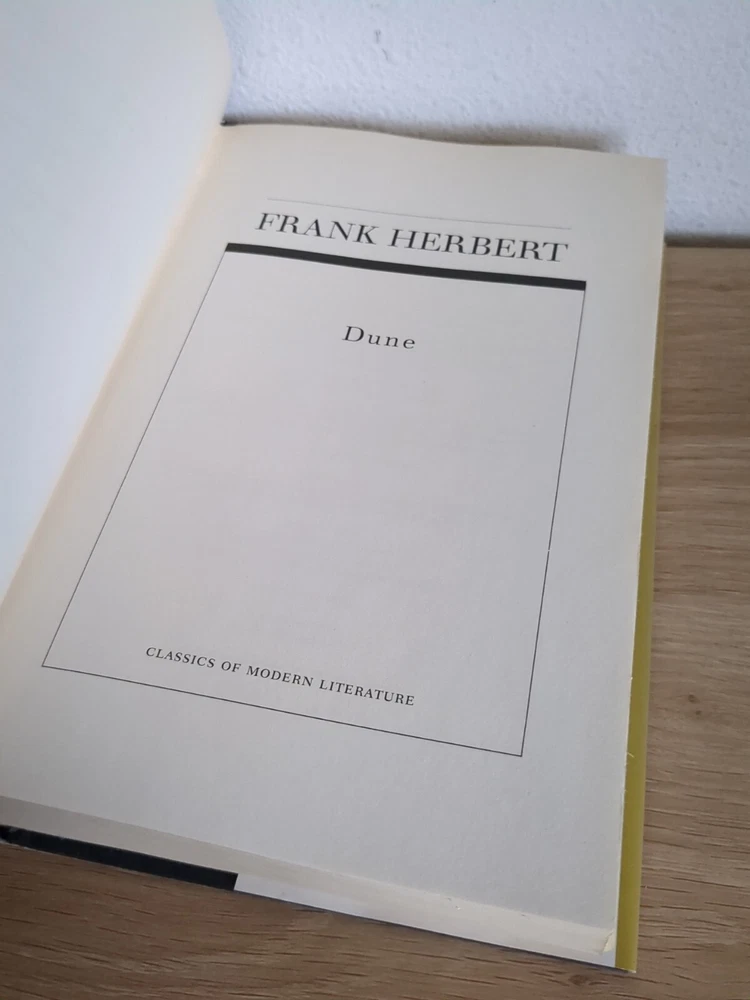 FRANK HERBERT
Dune
CLASSICS OF MODERN LITERATURE